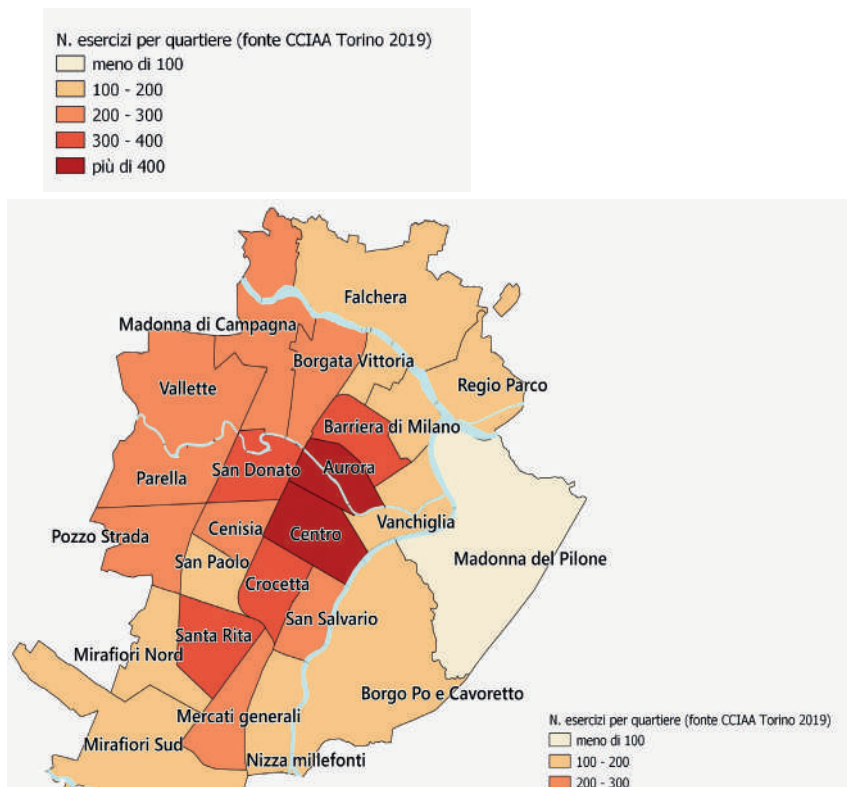 N. esercizi per quartiere (fonte CCIAA Torino 2019)
meno di 100
100 - 200
200 - 300
300 - 400
più di 400
Falchera
Madonna di Campagna
Borgata Vittoria
Vallette
Regio Parco
Barriera di Milano
San Donato
Aurora
Parella
Vanchiglia
Cenisia
Centro
Pozzo Strada
Madonna del Pilone
San Paolo
Crocetta
San Salvario
Santa Rita
Mirafiori Nord
Borgo Po e Cavoretto
Mercati generali
Mirafiori Sud
Nizza millefonti
N. esercizi per quartiere (fonte CCIAA Torino 2019)
meno di 100
100 - 200
200 - 300